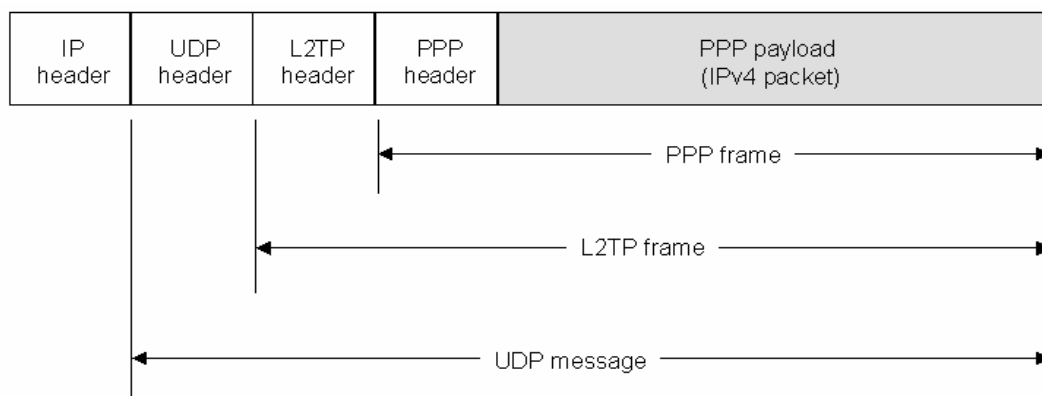 IP header
UDP header
L2TP header
PPP header
PPP payload
(IPv4 packet)
PPP frame
L2TP frame
UDP message